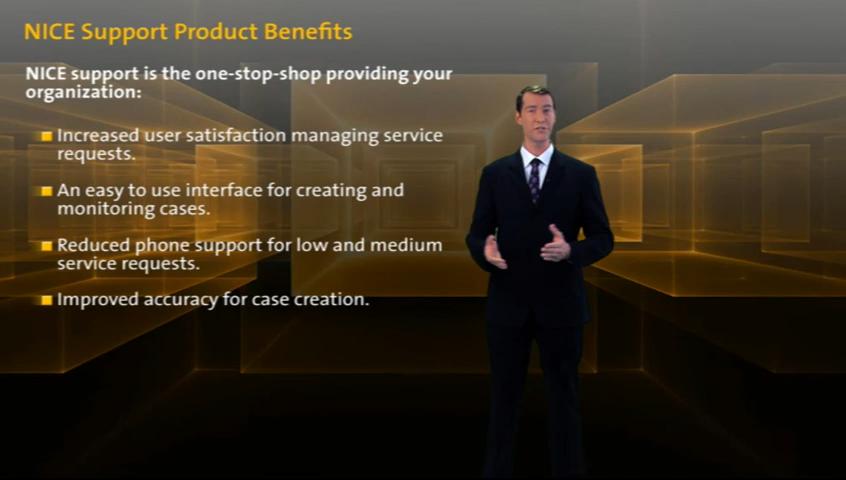 NICE Support Product Benefits
NICE support is the one-stop-shop providing your
organization:
Increased user satisfaction managing service
requests.
An easy to use interface for creating and
monitoring cases.
Reduced phone support for low and medium
service requests.
Improved accuracy for case creation.